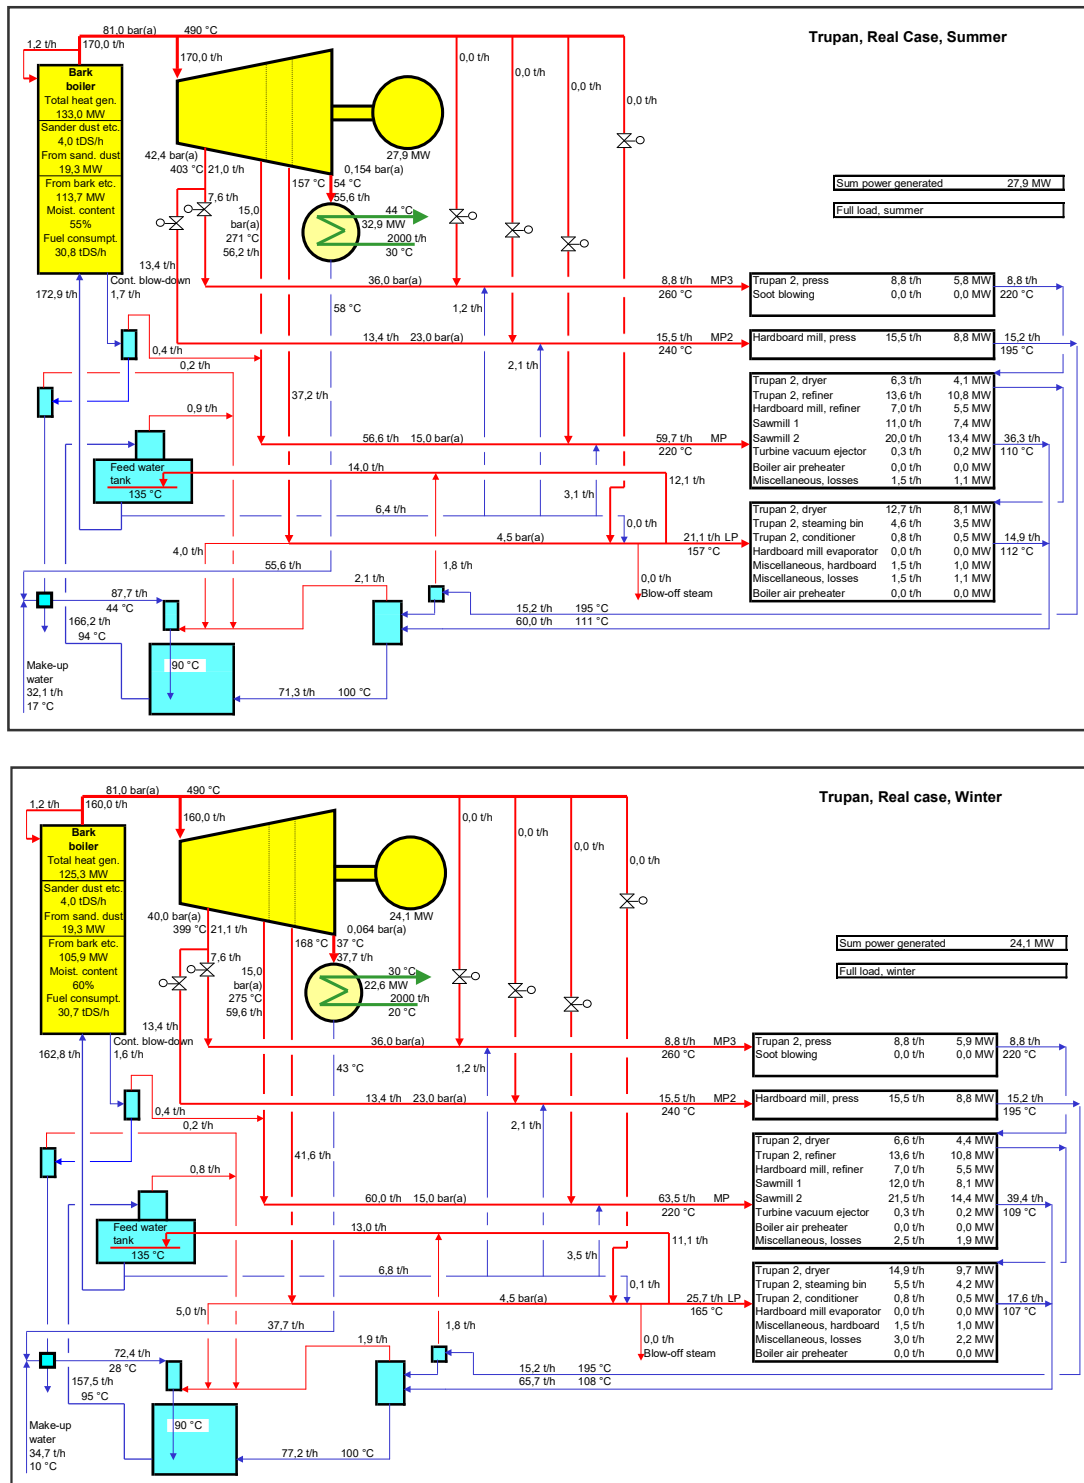 81,0 bar(a) 490 °C
Trupan, Real Case, Summer
1,2 t/h 170,0 t/h
170,0 t/h
0,0 t/h
0,0 t/h
0,0 t/h
0,0 t/h
Bark
boiler
Total heat gen.
133,0 MW
Sander dust etc.
4,0 tDS/h
From sand. dust
19,3 MW
From bark etc.
113,7 MW
Moist. content
55%
Fuel consumpt.
30,8 tDS/h
27,9 MW
42,4 bar(a)
403 °C 21,0 t/h
7,6 t/h
157 °C
0,154 bar(a)
54 °C
55,6 t/h
15,0
bar(a)
271 °C
56,2 t/h
44 °C
32,9 MW
2000 t/h
30 °C
Sum power generated 27,9 MW
Full load, summer
13,4 t/h
Cont. blow-down
172,9 t/h 1,7 t/h
36,0 bar(a)
58 °C
1,2 t/h
8,8 t/h MP3
260 °C
Trupan 2, press 8,8 t/h 5,8 MW
Soot blowing 0,0 t/h 0,0 MW
8,8 t/h
220 °C
0,4 t/h
0,2 t/h
13,4 t/h 23,0 bar(a)
2,1 t/h
15,5 t/h MP2
240 °C
Hardboard mill, press 15,5 t/h 8,8 MW
15,2 t/h
195 °C
37,2 t/h
0,9 t/h
56,6 t/h 15,0 bar(a)
59,7 t/h MP
220 °C
Trupan 2, dryer 6,3 t/h 4,1 MW
Trupan 2, refiner 13,6 t/h 10,8 MW
Hardboard mill, refiner 7,0 t/h 5,5 MW
Sawmill 1 11,0 t/h 7,4 MW
Sawmill 2 20,0 t/h 13,4 MW
Turbine vacuum ejector 0,3 t/h 0,2 MW
Boiler air preheater 0,0 t/h 0,0 MW
Miscellaneous, losses 1,5 t/h 1,1 MW
36,3 t/h
110 °C
Feed water
tank
135 °C
14,0 t/h
12,1 t/h
3,1 t/h
6,4 t/h
0,0 t/h
4,5 bar(a)
21,1 t/h LP
157 °C
Trupan 2, dryer 12,7 t/h 8,1 MW
Trupan 2, steaming bin 4,6 t/h 3,5 MW
Trupan 2, conditioner 0,8 t/h 0,5 MW
Hardboard mill evaporator 0,0 t/h 0,0 MW
Miscellaneous, hardboard 1,5 t/h 1,0 MW
Miscellaneous, losses 1,5 t/h 1,1 MW
Boiler air preheater 0,0 t/h 0,0 MW
14,9 t/h
112 °C
4,0 t/h
55,6 t/h
2,1 t/h
1,8 t/h
0,0 t/h
Blow-off steam
87,7 t/h
44 °C
166,2 t/h
94 °C
15,2 t/h 195 °C
60,0 t/h 111 °C
90 °C
Make-up
water
32,1 t/h
17 °C
71,3 t/h 100 °C
81,0 bar(a) 490 °C
Trupan, Real case, Winter
1,2 t/h 160,0 t/h
160,0 t/h
0,0 t/h
0,0 t/h
0,0 t/h
0,0 t/h
Bark
boiler
Total heat gen.
125,3 MW
Sander dust etc.
4,0 tDS/h
From sand. dust
19,3 MW
From bark etc.
105,9 MW
Moist. content
60%
Fuel consumpt.
30,7 tDS/h
24,1 MW
40,0 bar(a)
399 °C 21,1 t/h
7,6 t/h
168 °C
0,064 bar(a)
37 °C
37,7 t/h
15,0
bar(a)
275 °C
59,6 t/h
30 °C
22,6 MW
2000 t/h
20 °C
Sum power generated 24,1 MW
Full load, winter
13,4 t/h
Cont. blow-down
162,8 t/h 1,6 t/h
36,0 bar(a)
43 °C
1,2 t/h
8,8 t/h MP3
260 °C
Trupan 2, press 8,8 t/h 5,9 MW
Soot blowing 0,0 t/h 0,0 MW
8,8 t/h
220 °C
0,4 t/h
0,2 t/h
13,4 t/h 23,0 bar(a)
2,1 t/h
15,5 t/h MP2
240 °C
Hardboard mill, press 15,5 t/h 8,8 MW
15,2 t/h
195 °C
41,6 t/h
0,8 t/h
60,0 t/h 15,0 bar(a)
63,5 t/h MP
220 °C
Trupan 2, dryer 6,6 t/h 4,4 MW
Trupan 2, refiner 13,6 t/h 10,8 MW
Hardboard mill, refiner 7,0 t/h 5,5 MW
Sawmill 1 12,0 t/h 8,1 MW
Sawmill 2 21,5 t/h 14,4 MW
Turbine vacuum ejector 0,3 t/h 0,2 MW
Boiler air preheater 0,0 t/h 0,0 MW
Miscellaneous, losses 2,5 t/h 1,9 MW
39,4 t/h
109 °C
Feed water
tank
135 °C
13,0 t/h
11,1 t/h
3,5 t/h
6,8 t/h
0,1 t/h
4,5 bar(a)
25,7 t/h LP
165 °C
Trupan 2, dryer 14,9 t/h 9,7 MW
Trupan 2, steaming bin 5,5 t/h 4,2 MW
Trupan 2, conditioner 0,8 t/h 0,5 MW
Hardboard mill evaporator 0,0 t/h 0,0 MW
Miscellaneous, hardboard 1,5 t/h 1,0 MW
Miscellaneous, losses 3,0 t/h 2,2 MW
Boiler air preheater 0,0 t/h 0,0 MW
17,6 t/h
107 °C
5,0 t/h
37,7 t/h
1,9 t/h
1,8 t/h
0,0 t/h
Blow-off steam
72,4 t/h
28 °C
157,5 t/h
95 °C
15,2 t/h 195 °C
65,7 t/h 108 °C
90 °C
Make-up
water
34,7 t/h
10 °C
77,2 t/h 100 °C